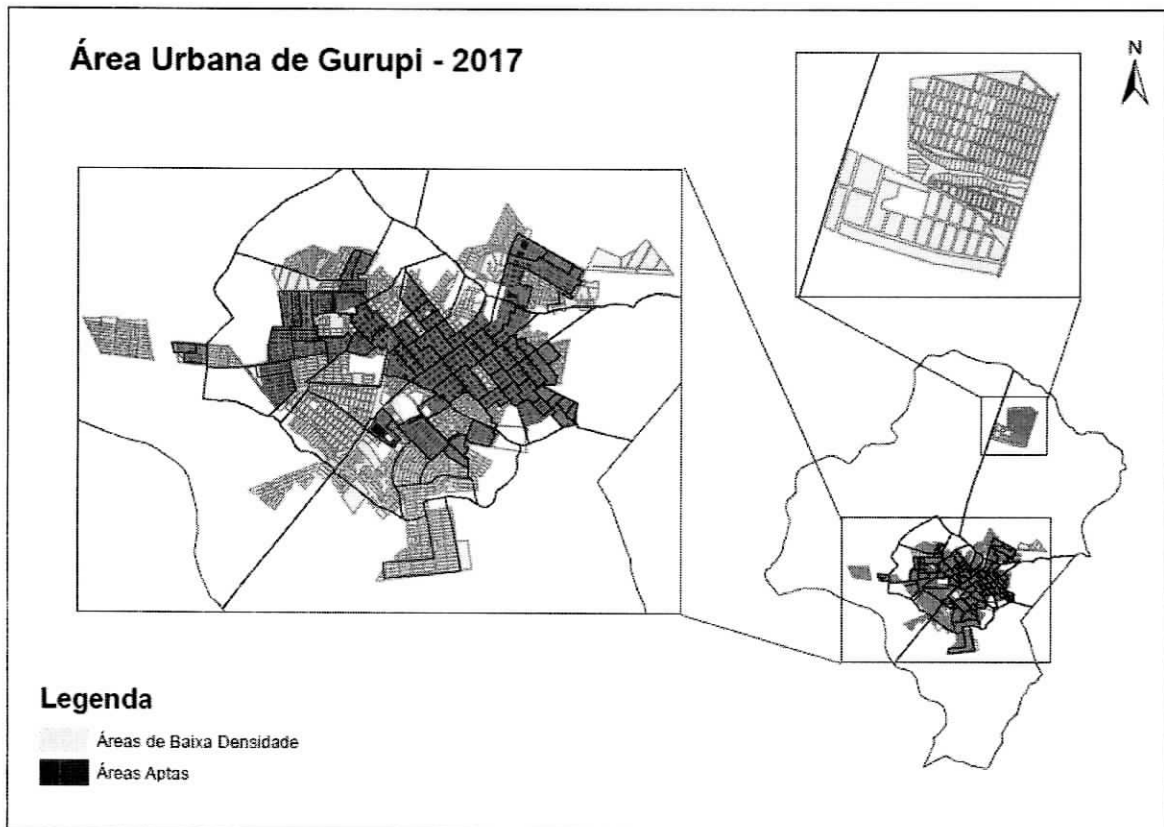 Área Urbana de Gurupi - 2017
N
Legenda
Áreas de Baixa Densidade
Áreas Aptas